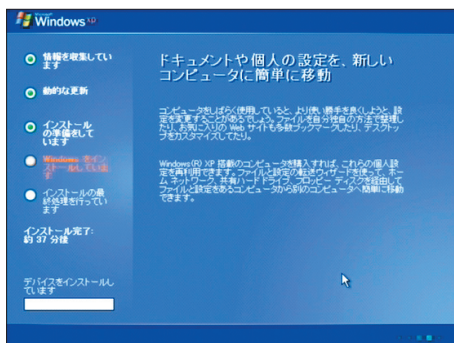 Microsoft
Windows xp
情報を収集してい
ます
動的な更新
インストール
の準備をして
います
Windows をイン
ストールしていま
す
インストールの最
終処理を行ってい
ます
インストール完了:
約 37 分後
デバイスをインストールし
ています
ドキュメントや個人の設定を、新しい
コンピュータに簡単に移動
コンピュータをしばらく使用していると、より使い勝手を良くしようと、設
定を変更することがあるでしょう。ファイルを自分独自の方法で整理し
たり、お気に入りの Web サイトも多数ブックマークしたり、デスクトッ
プをカスタマイズしてたり。
Windows(R) XP 搭載のコンピュータを購入すれば、これらの個人設
定を再利用できます。ファイルと設定の転送ウィザードを使って、ホー
ム ネットワーク、共有ハード ドライブ、フロッピー ディスクを経由して
ファイルと設定をあるコンピュータから別のコンピュータへ簡単に移動
できます。